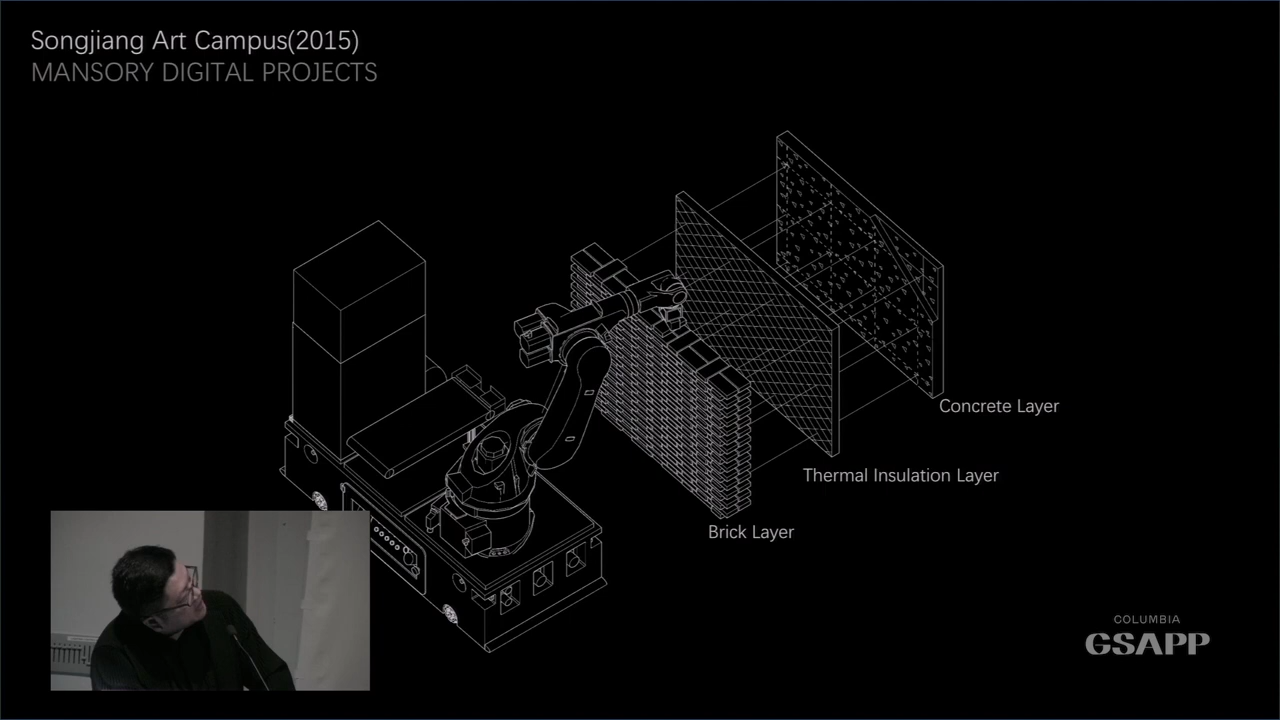 Songjiang Art Campus(2015)
MANSORY DIGITAL PROJECTS
Concrete Layer
Thermal Insulation Layer
Brick Layer
COLUMBIA
GSAPP